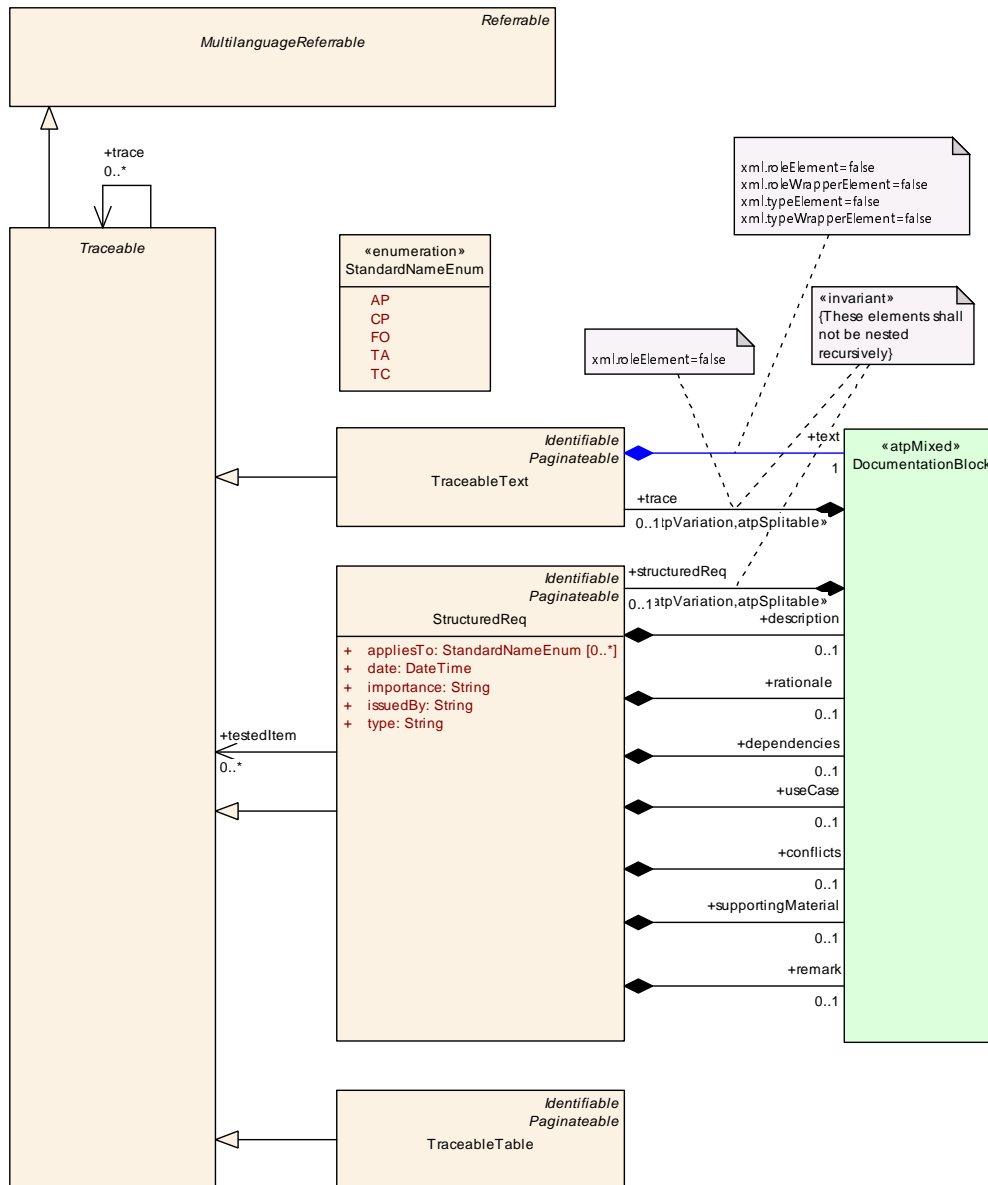 Referrable
MultilanguageReferrable
+trace
0..*
xml.roleElement=false
xml.roleWrapperElement=false
xml.typeElement=false
xml.typeWrapperElement=false
Traceable
«enumeration»
StandardNameEnum
AP
CP
FO
TA
TC
«invariant»
{These elements shall
not be nested
recursively}
xml.roleElement=false
Identifiable
Paginateable
TraceableText
+text
1
«atpMixed»
DocumentationBlock
+trace
0..1
tpVariation,atpSplitable»
Identifiable
Paginateable
StructuredReq
+structuredReq
0..1
atpVariation,atpSplitable»
+ appliesTo: StandardNameEnum [0..*]
+ date: DateTime
+ importance: String
+ issuedBy: String
+ type: String
+description
0..1
+rationale
0..1
+testedItem
0..*
+dependencies
0..1
+useCase
0..1
+conflicts
0..1
+supportingMaterial
0..1
+remark
0..1
Identifiable
Paginateable
TraceableTable